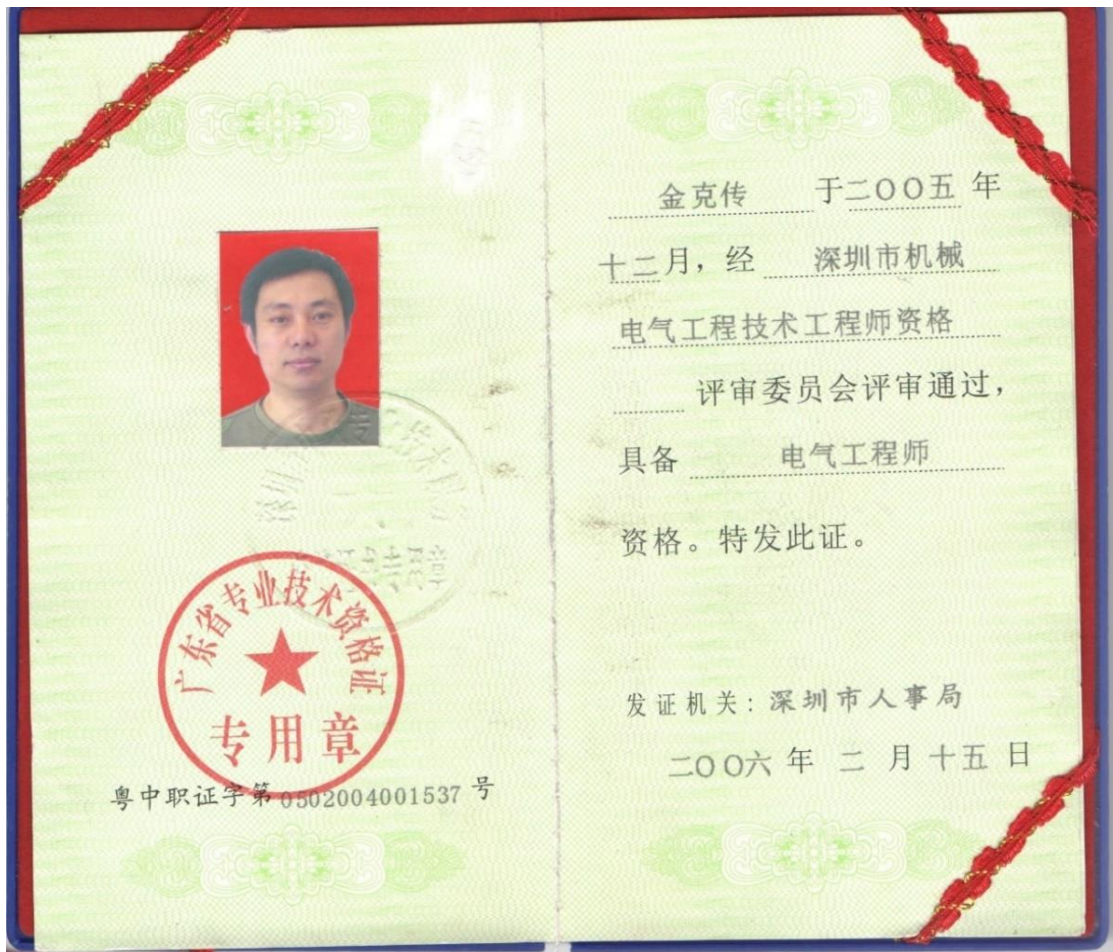 广东省专业技术资格证
专用章
粤中职证字第0502004001537号
金克传 于二〇〇五 年
十二月，经 深圳市机械
电气工程技术工程师资格
评审委员会评审通过，
具备 电气工程师
资格。特发此证。
发证机关：深圳市人事局
二〇〇六 年 二 月 十五 日